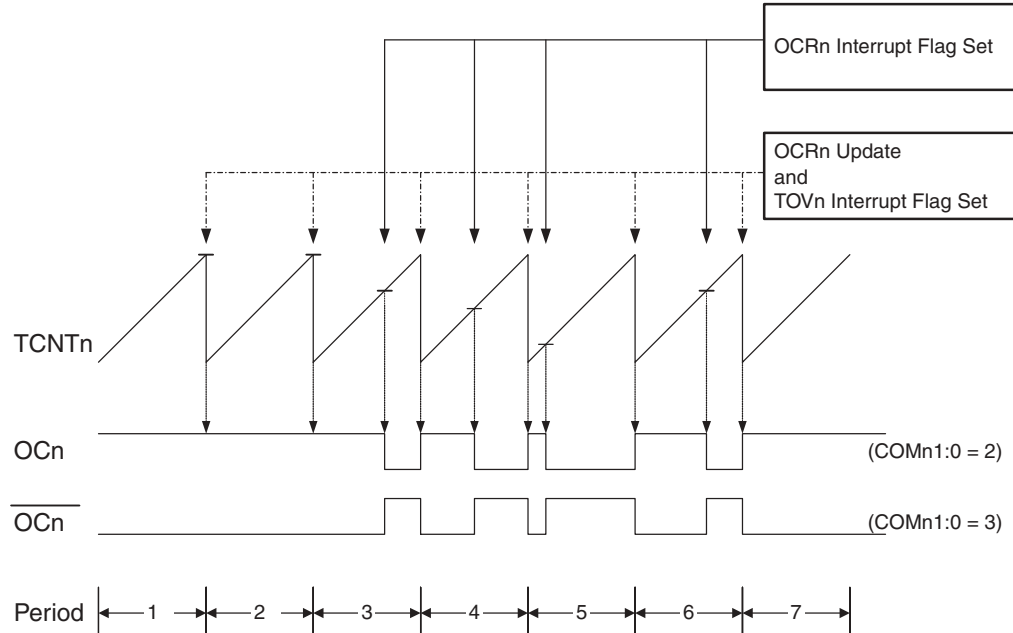 OCRn Interrupt Flag Set
OCRn Update
and
TOVn Interrupt Flag Set
TCNTn
OCn
(COMn1:0 = 2)
OCn
(COMn1:0 = 3)
Period
1
2
3
4
5
6
7